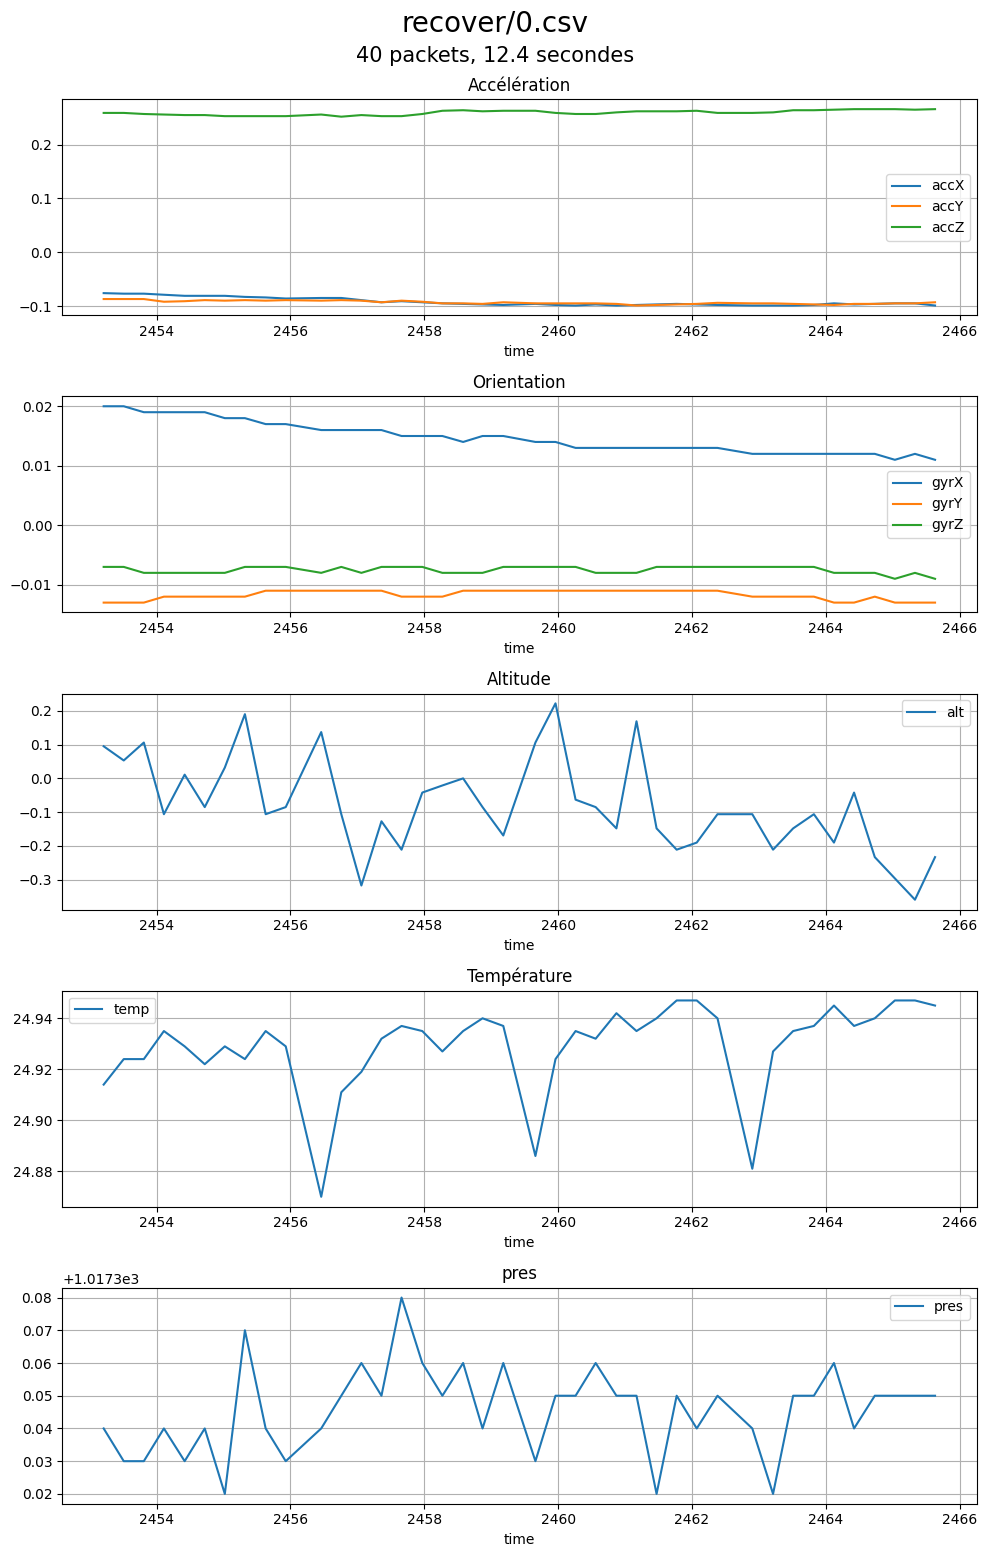 recover/0.csv
40 packets, 12.4 secondes
Accélération
0.2
0.1
0.0
−0.1
accX
accY
accZ
2454 2456 2458 2460 2462 2464 2466
time
Orientation
0.02
0.01
0.00
−0.01
gyrX
gyrY
gyrZ
2454 2456 2458 2460 2462 2464 2466
time
Altitude
0.2
0.1
0.0
−0.1
−0.2
−0.3
alt
2454 2456 2458 2460 2462 2464 2466
time
Température
24.94
24.92
24.90
24.88
temp
2454 2456 2458 2460 2462 2464 2466
time
pres
+1.0173e3
0.08
0.07
0.06
0.05
0.04
0.03
0.02
pres
2454 2456 2458 2460 2462 2464 2466
time